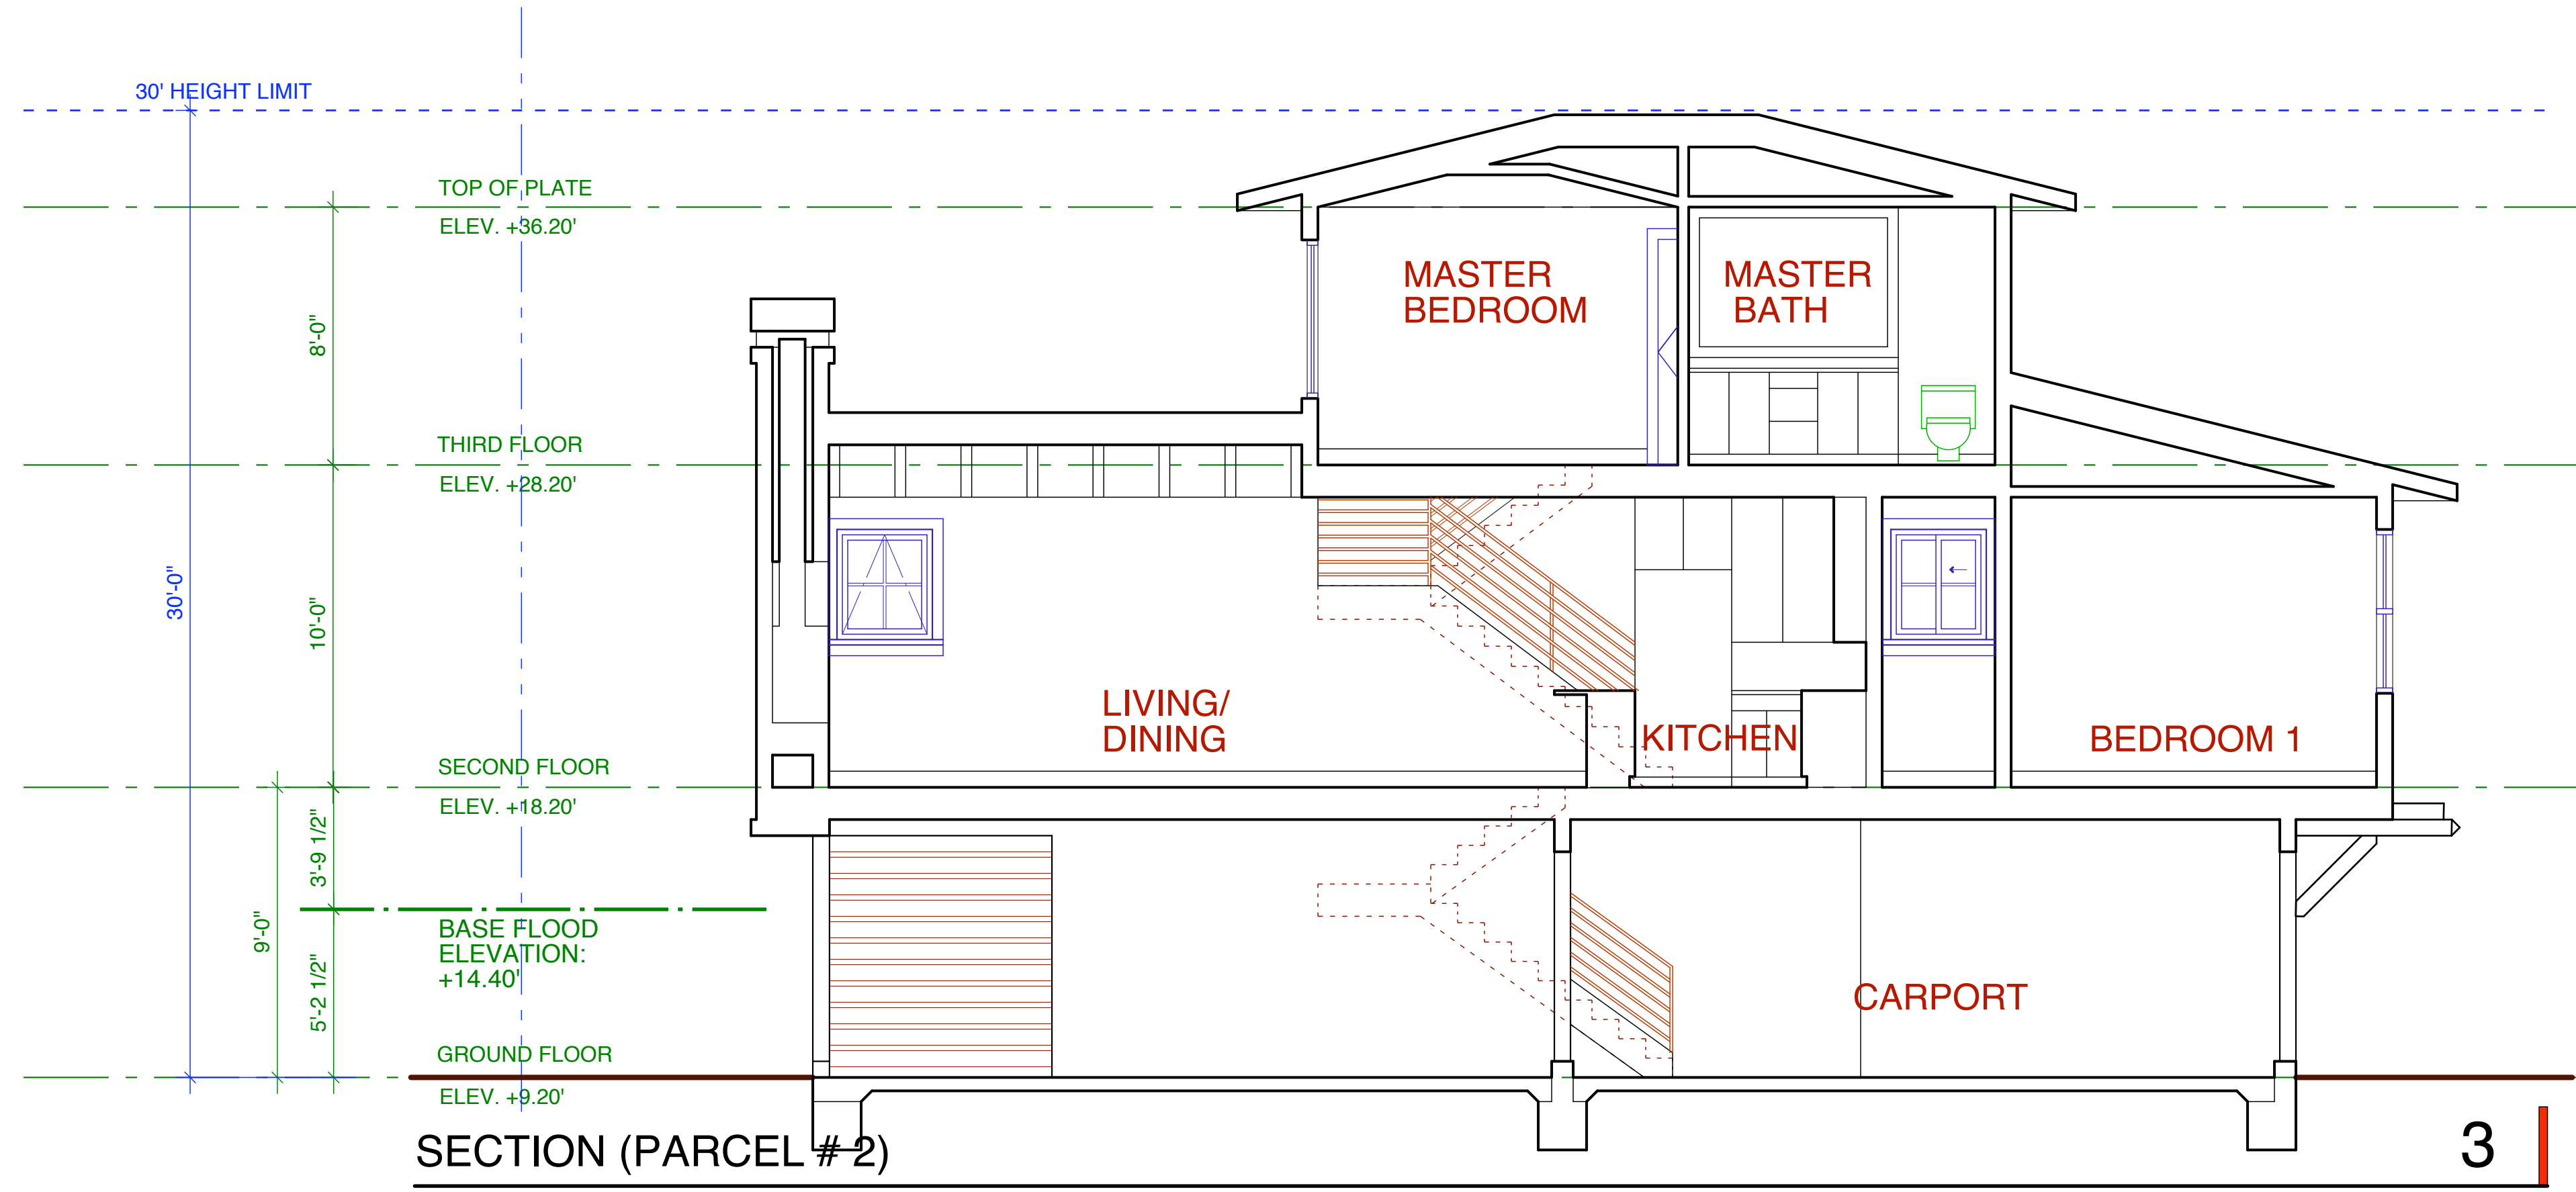 30' HEIGHT LIMIT
TOP OF PLATE
ELEV. +36.20'
MASTER
BEDROOM
MASTER
BATH
8'-0"
THIRD FLOOR
ELEV. +28.20'
30'-0"
10'-0"
LIVING/
DINING
KITCHEN
BEDROOM 1
SECOND FLOOR
ELEV. +18.20'
3'-9 1/2"
9'-0"
BASE FLOOD
ELEVATION:
+14.40'
5'-2 1/2"
CARPORT
GROUND FLOOR
ELEV. +9.20'
SECTION (PARCEL # 2)
3